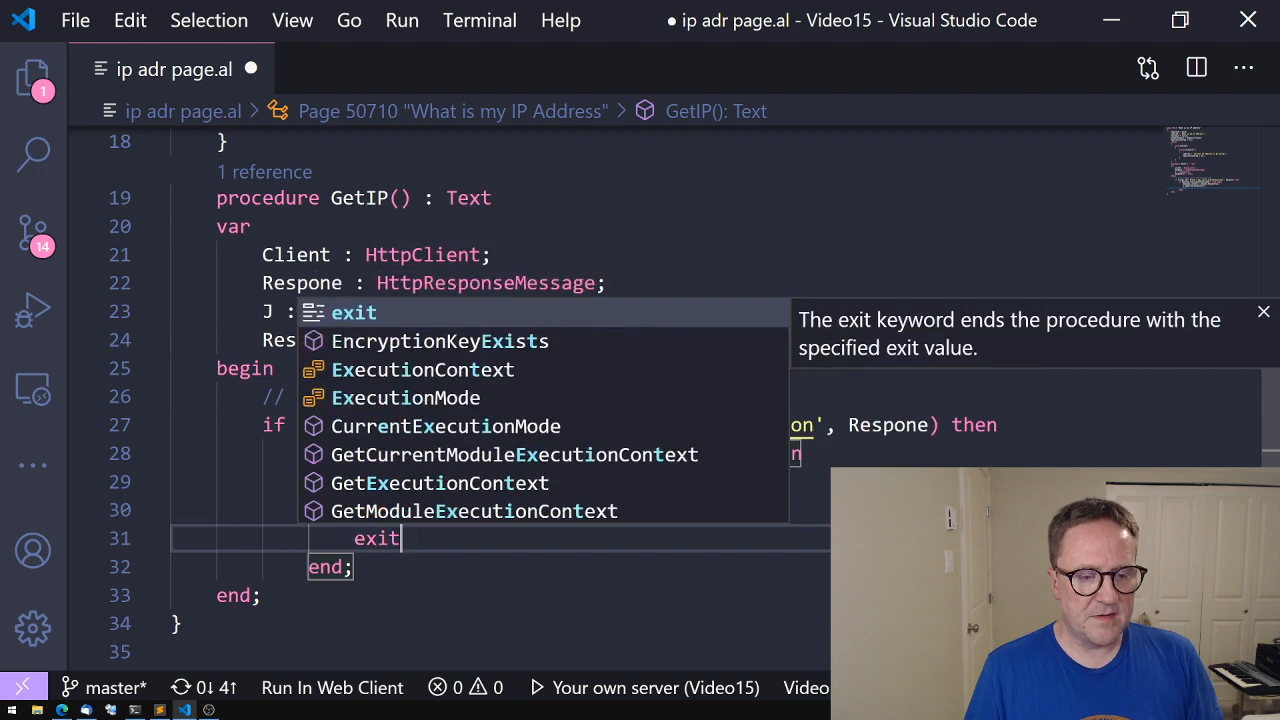 File Edit Selection View Go Run Terminal Help ● ip adr page.al - Video15 - Visual Studio Code
1 ip adr page.al
ip adr page.al > Page 50710 "What is my IP Address" > GetIP(): Text
18 }
1 reference
19 procedure GetIP() : Text
20 var
21 Client : HttpClient;
22 Respone : HttpResponseMessage;
23 J :
exit
The exit keyword ends the procedure with the
specified exit value.
24 Res
EncryptionKeyExists
25 begin
ExecutionContext
26 //
ExecutionMode
27 if
CurrentExecutionMode
on', Respone) then
28
GetCurrentModuleExecutionContext
n
29
GetExecutionContext
30
GetModuleExecutionContext
31 exit
32 end;
33 end;
34 }
35
14
master* 0↓ 4↑ Run In Web Client 0 0 Your own server (Video15) Video